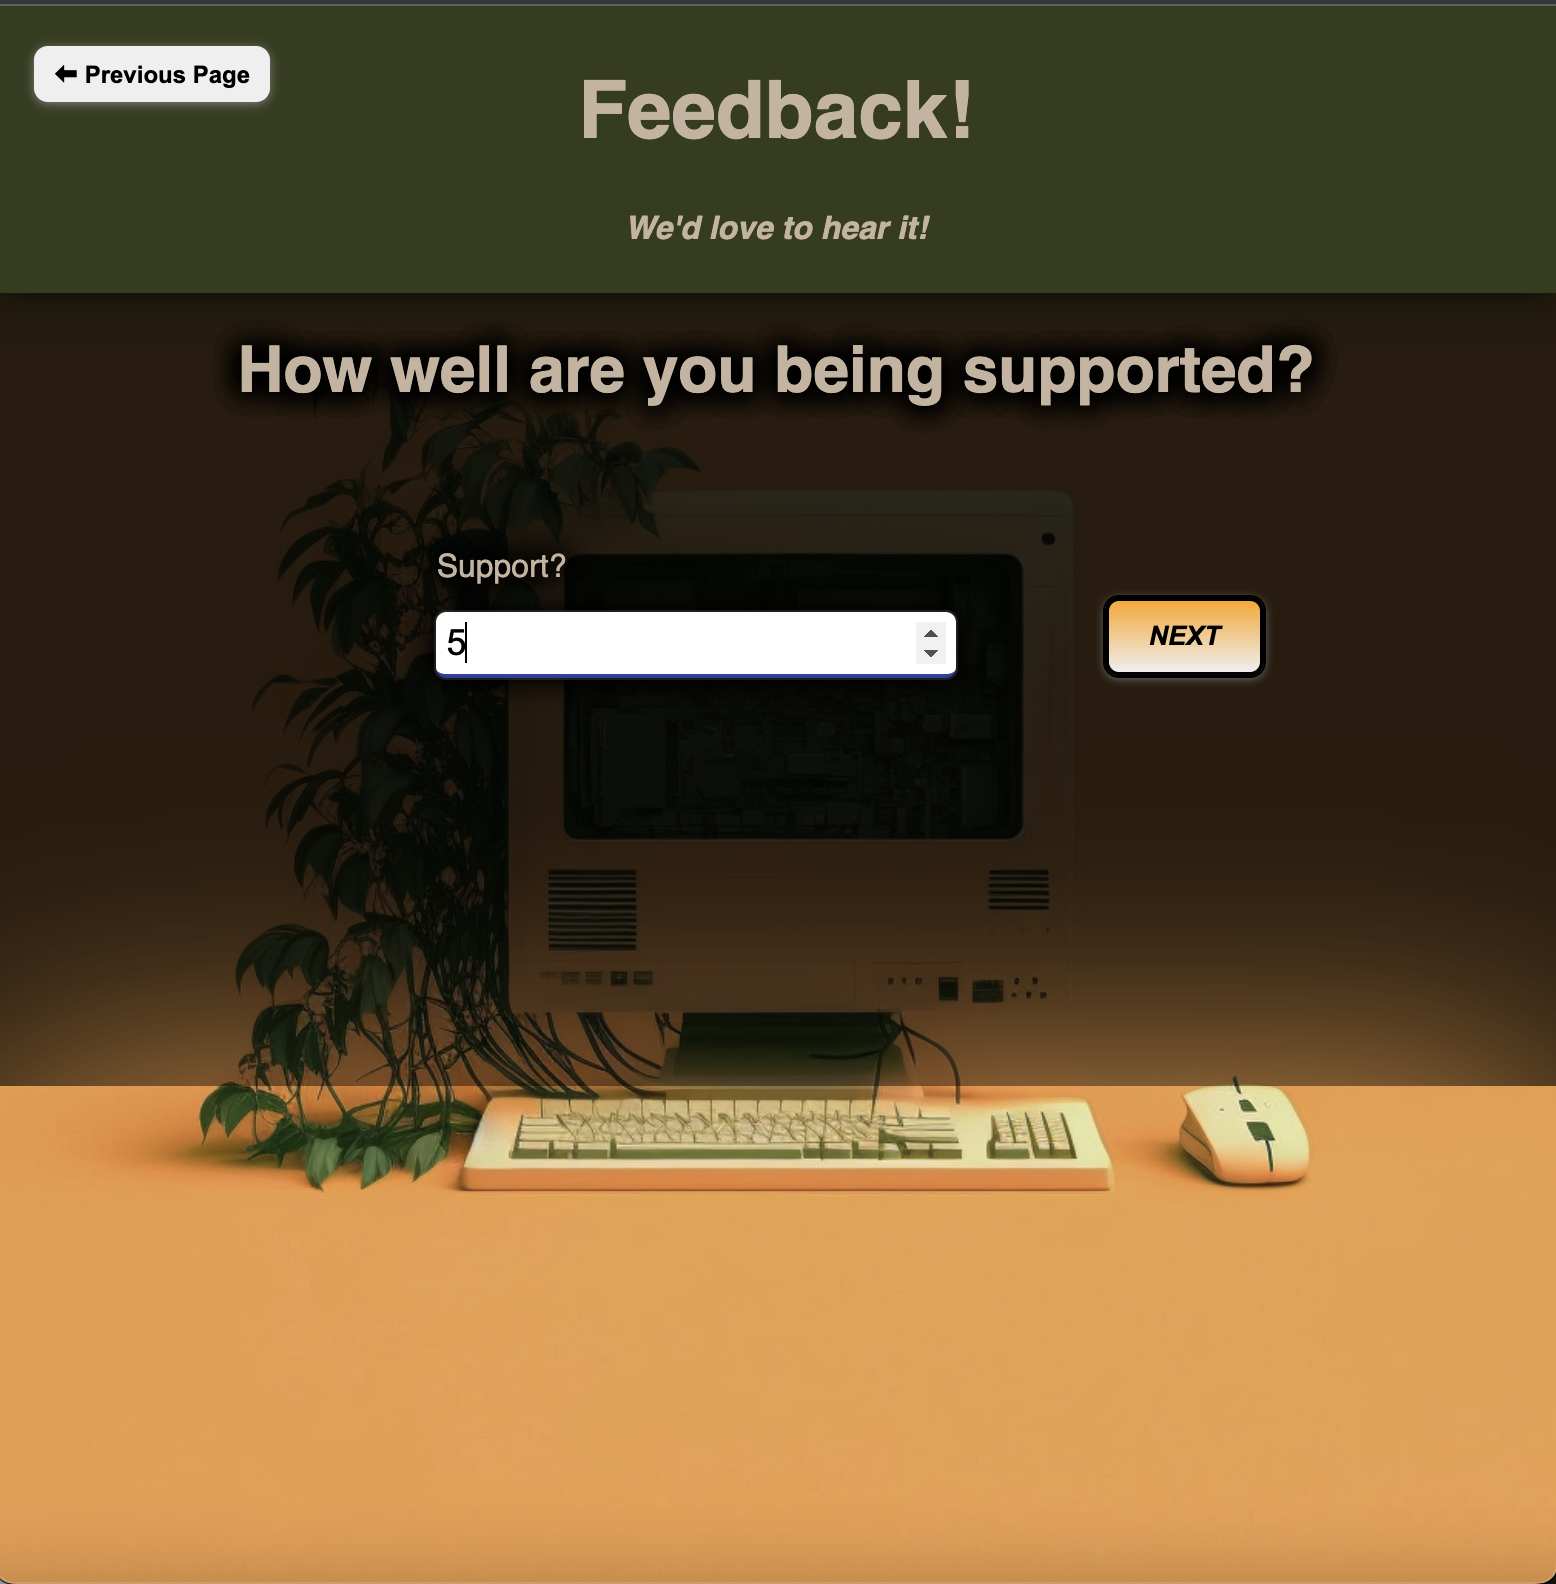 ⬅ Previous Page
Feedback!
We'd love to hear it!
How well are you being supported?
Support?
5
NEXT